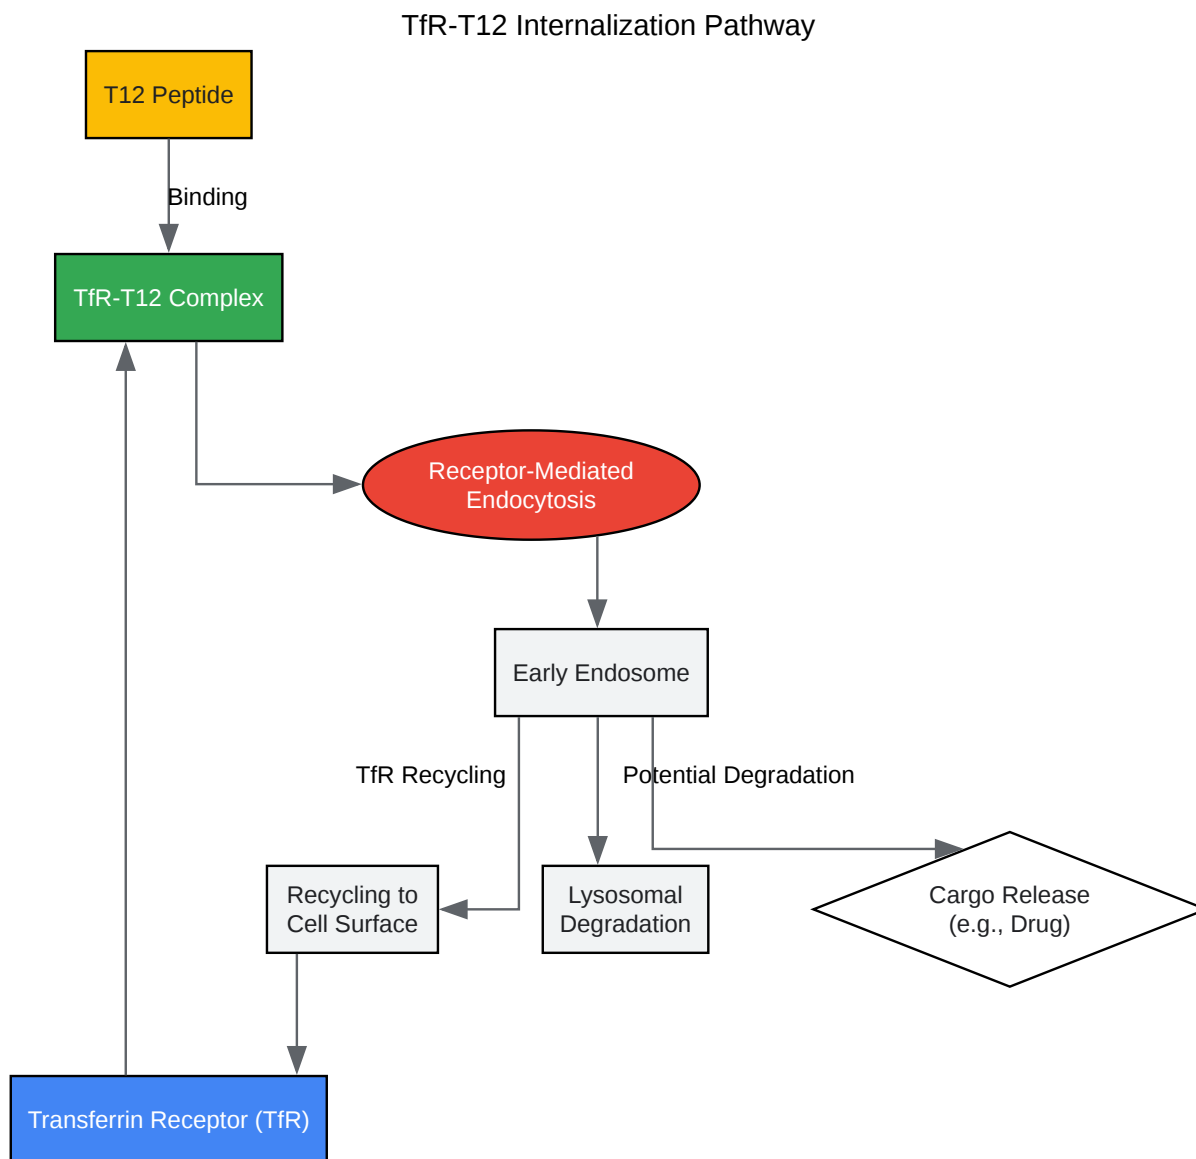 TfR-T12 Internalization Pathway
T12 Peptide
Binding
TfR-T12 Complex
Receptor-Mediated
Endocytosis
Early Endosome
TfR Recycling
Potential Degradation
Recycling to
Cell Surface
Lysosomal
Degradation
Cargo Release
(e.g., Drug)
Transferrin Receptor (TfR)